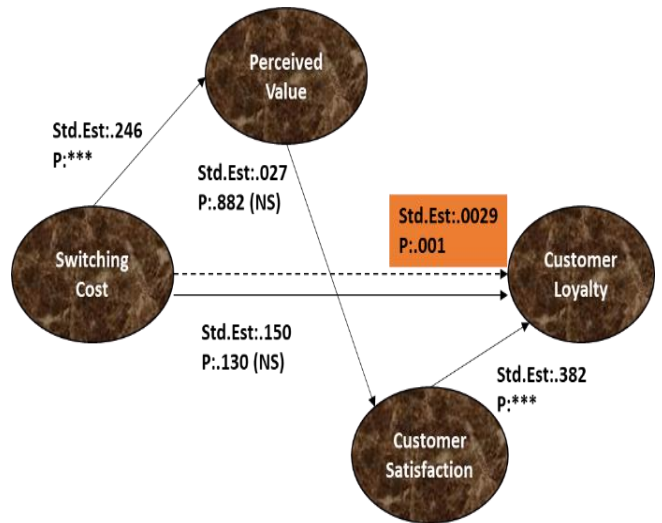 Perceived
Value
Std.Est:.246
P:***
Std.Est:.027
P:.882 (NS)
Std.Est:.0029
P:.001
Switching
Cost
Customer
Loyalty
Std.Est:.150
P:.130 (NS)
Std.Est:.382
P:***
Customer
Satisfaction